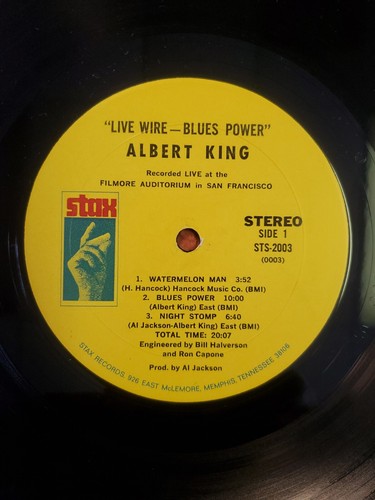 "LIVE WIRE — BLUES POWER"
ALBERT KING
Recorded LIVE at the
FILMORE AUDITORIUM in SAN FRANCISCO
stax
STEREO
SIDE 1
STS-2003
(0003)
1. WATERMELON MAN 3:52
(H. Hancock) Hancock Music Co. (BMI)
2. BLUES POWER 10:00
(Albert King) East (BMI)
3. NIGHT STOMP 6:40
(Al Jackson-Albert King) East (BMI)
TOTAL TIME: 20:07
Engineered by Bill Halverson
and Ron Capone
Prod. by Al Jackson
STAX RECORDS, 926 EAST McLEMORE, MEMPHIS, TENNESSEE 38106